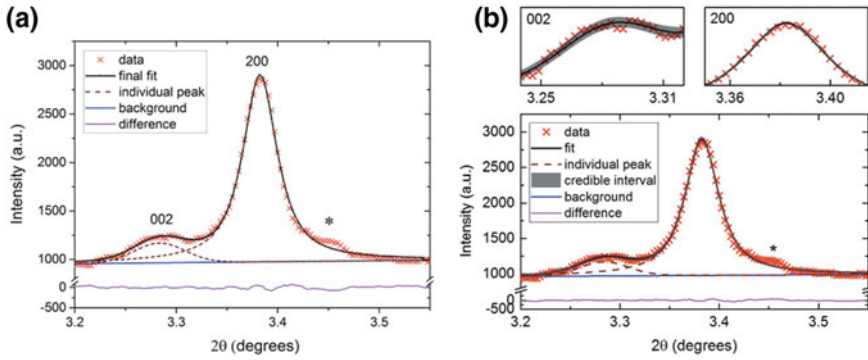 (a)
× data
final fit
individual peak
background
difference
200
002
*
3000
2500
2000
1500
1000
0
-500
Intensity (a.u.)
3.2 3.3 3.4 3.5
2θ (degrees)
(b)
002
3.25 3.31
200
3.36 3.40
× data
fit
individual peak
credible interval
background
difference
*
3000
2500
2000
1500
1000
0
-500
Intensity (a.u.)
3.2 3.3 3.4 3.5
2θ (degrees)